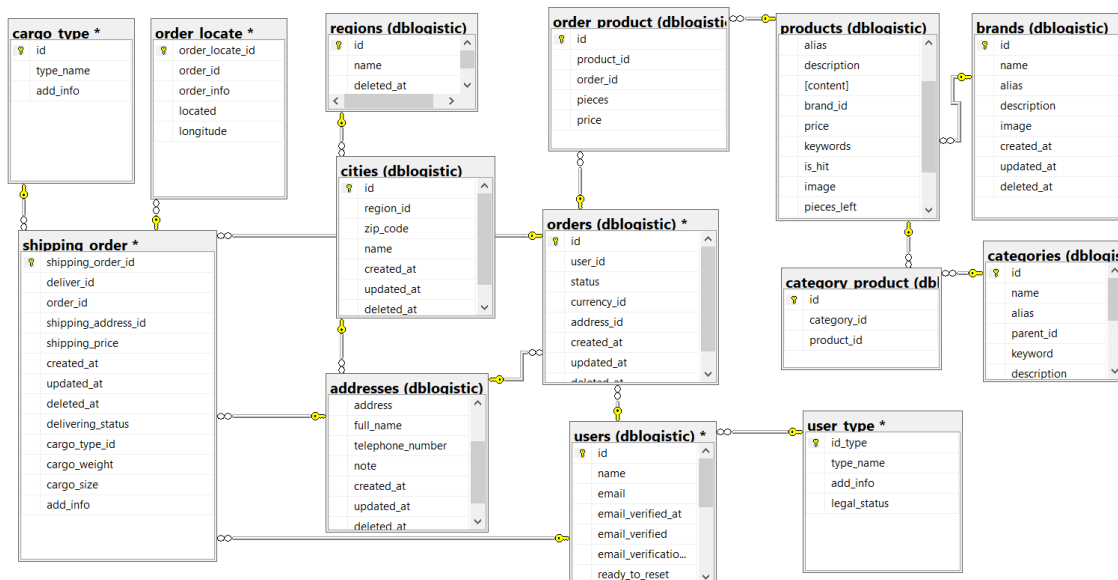 cargo_type *
id
type_name
add_info
order_locate *
order_locate_id
order_id
order_info
located
longitude
regions (dblogistic)
id
name
deleted_at
order_product (dblogistic
id
product_id
order_id
pieces
price
products (dblogistic)
alias
description
[content]
brand_id
price
keywords
is_hit
image
pieces_left
brands (dblogistic)
id
name
alias
description
image
created_at
updated_at
deleted_at
cities (dblogistic)
id
region_id
zip_code
name
created_at
updated_at
deleted_at
orders (dblogistic) *
id
user_id
status
currency_id
address_id
created_at
updated_at
deleted_at
shipping_order *
shipping_order_id
deliver_id
order_id
shipping_address_id
shipping_price
created_at
updated_at
deleted_at
delivering_status
cargo_type_id
cargo_weight
cargo_size
add_info
category_product (dbl
id
category_id
product_id
categories (dblogis
id
name
alias
parent_id
keyword
description
addresses (dblogistic)
address
full_name
telephone_number
note
created_at
updated_at
deleted_at
users (dblogistic) *
id
name
email
email_verified_at
email_verified
email_verificatio...
ready_to_reset
user_type *
id_type
type_name
add_info
legal_status